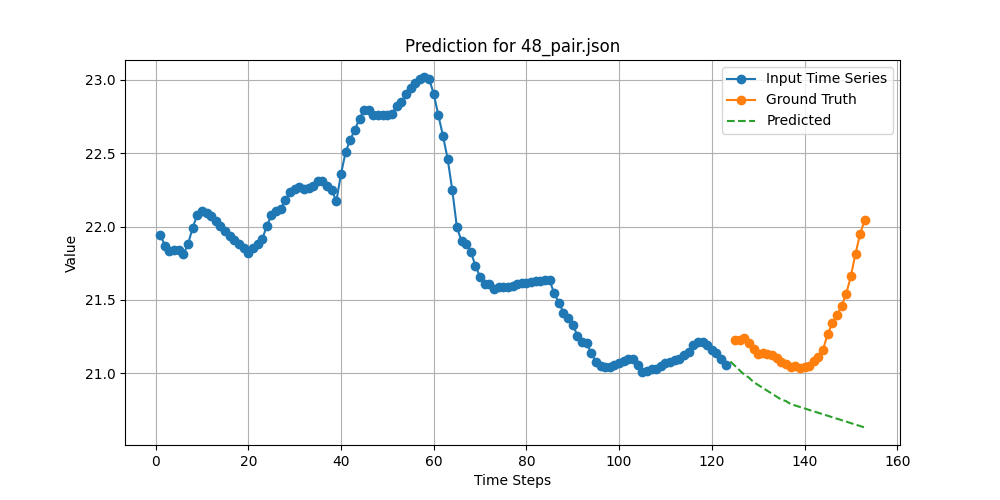 Prediction for 48_pair.json
Input Time Series
Ground Truth
Predicted
Value
23.0
22.5
22.0
21.5
21.0
0 20 40 60 80 100 120 140 160
Time Steps